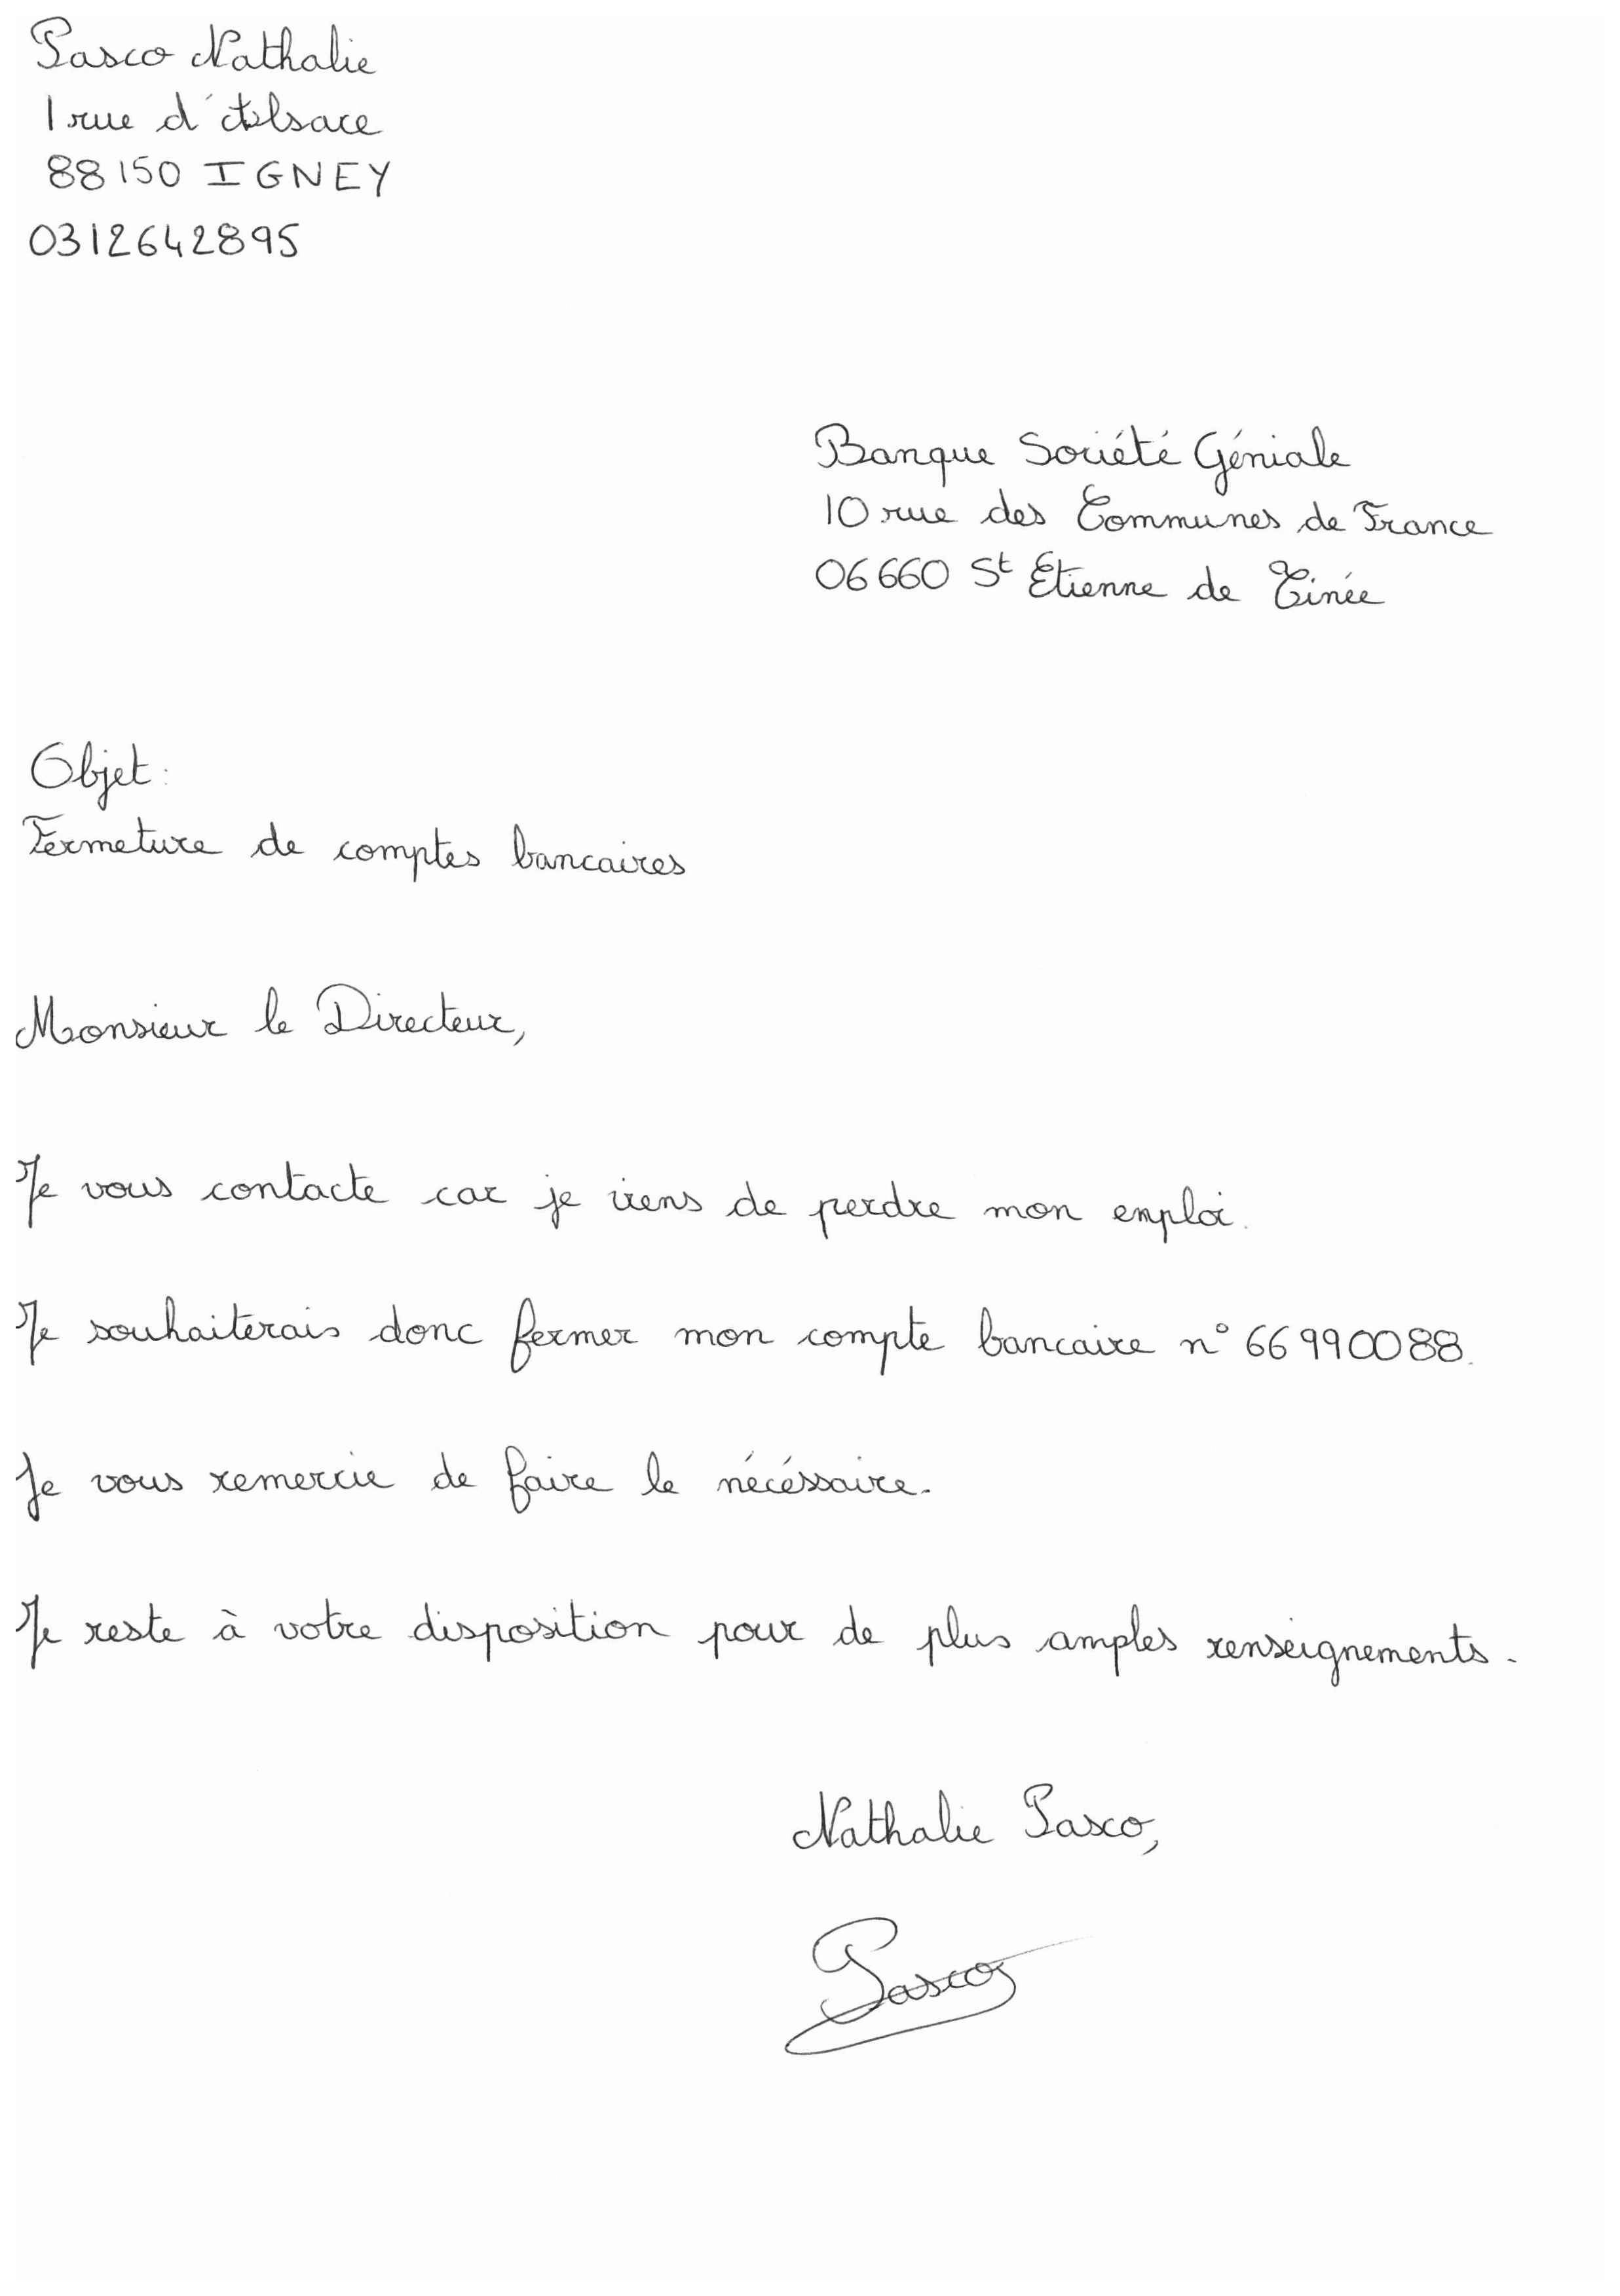 Pasco Nathalie
1 rue d'Alsace
88150 IGNEY
0312642895
Banque Société Géniale
10 rue des Communes de France
06660 St Etienne de Tinée
Objet:
Fermeture de comptes bancaires
Monsieur le Directeur,
Je vous contacte car je viens de perdre mon emploi.
Je souhaiterais donc fermer mon compte bancaire n° 66990088.
Je vous remercie de faire le nécéssaire.
Je reste à votre disposition pour de plus amples renseignements.
Nathalie Pasco,
Pasco